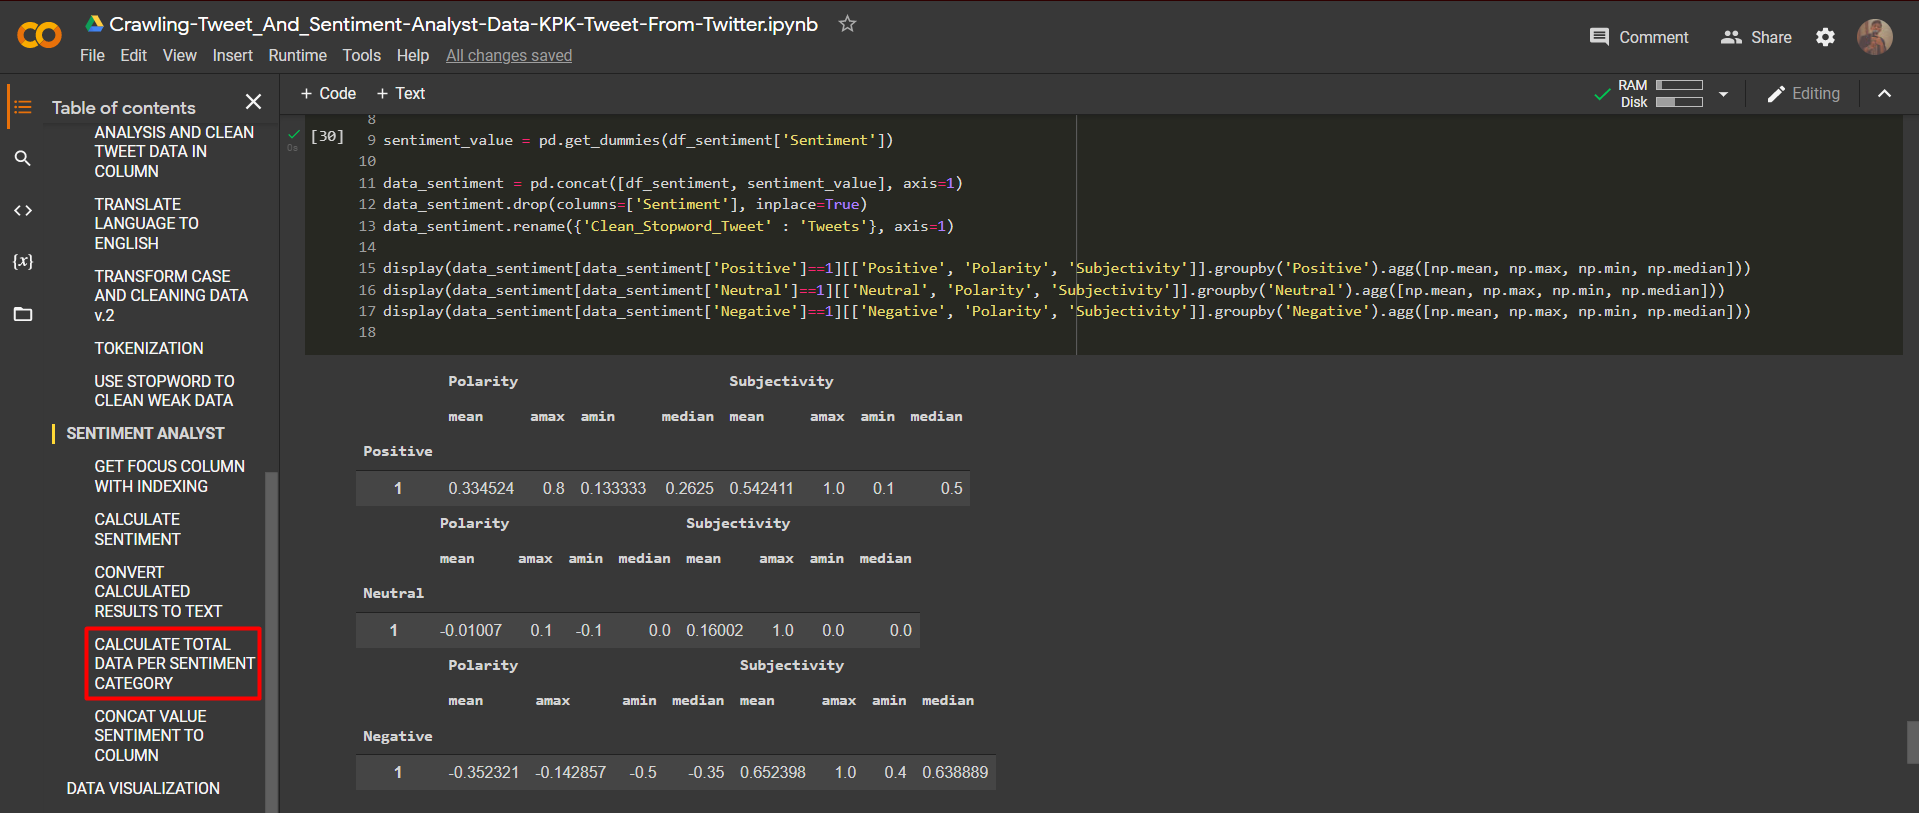 Crawling-Tweet_And_Sentiment-Analyst-Data-KPK-Tweet-From-Twitter.ipynb
File Edit View Insert Runtime Tools Help All changes saved
Comment Share
Table of contents
ANALYSIS AND CLEAN
TWEET DATA IN
COLUMN
TRANSLATE
LANGUAGE TO
ENGLISH
TRANSFORM CASE
AND CLEANING DATA
v.2
TOKENIZATION
USE STOPWORD TO
CLEAN WEAK DATA
SENTIMENT ANALYST
GET FOCUS COLUMN
WITH INDEXING
CALCULATE
SENTIMENT
CONVERT
CALCULATED
RESULTS TO TEXT
CALCULATE TOTAL
DATA PER SENTIMENT
CATEGORY
CONCAT VALUE
SENTIMENT TO
COLUMN
DATA VISUALIZATION
+ Code + Text
RAM
Disk
Editing
[30]
0s
8
9 sentiment_value = pd.get_dummies(df_sentiment['Sentiment'])
10
11 data_sentiment = pd.concat([df_sentiment, sentiment_value], axis=1)
12 data_sentiment.drop(columns=['Sentiment'], inplace=True)
13 data_sentiment.rename({'Clean_Stopword_Tweet' : 'Tweets'}, axis=1)
14
15 display(data_sentiment[data_sentiment['Positive']==1][['Positive', 'Polarity', 'Subjectivity']].groupby('Positive').agg([np.mean, np.max, np.min, np.median]))
16 display(data_sentiment[data_sentiment['Neutral']==1][['Neutral', 'Polarity', 'Subjectivity']].groupby('Neutral').agg([np.mean, np.max, np.min, np.median]))
17 display(data_sentiment[data_sentiment['Negative']==1][['Negative', 'Polarity', 'Subjectivity']].groupby('Negative').agg([np.mean, np.max, np.min, np.median]))
18
Polarity Subjectivity
mean amax amin median mean amax amin median
Positive
1 0.334524 0.8 0.133333 0.2625 0.542411 1.0 0.1 0.5
Polarity Subjectivity
mean amax amin median mean amax amin median
Neutral
1 -0.01007 0.1 -0.1 0.0 0.16002 1.0 0.0 0.0
Polarity Subjectivity
mean amax amin median mean amax amin median
Negative
1 -0.352321 -0.142857 -0.5 -0.35 0.652398 1.0 0.4 0.638889